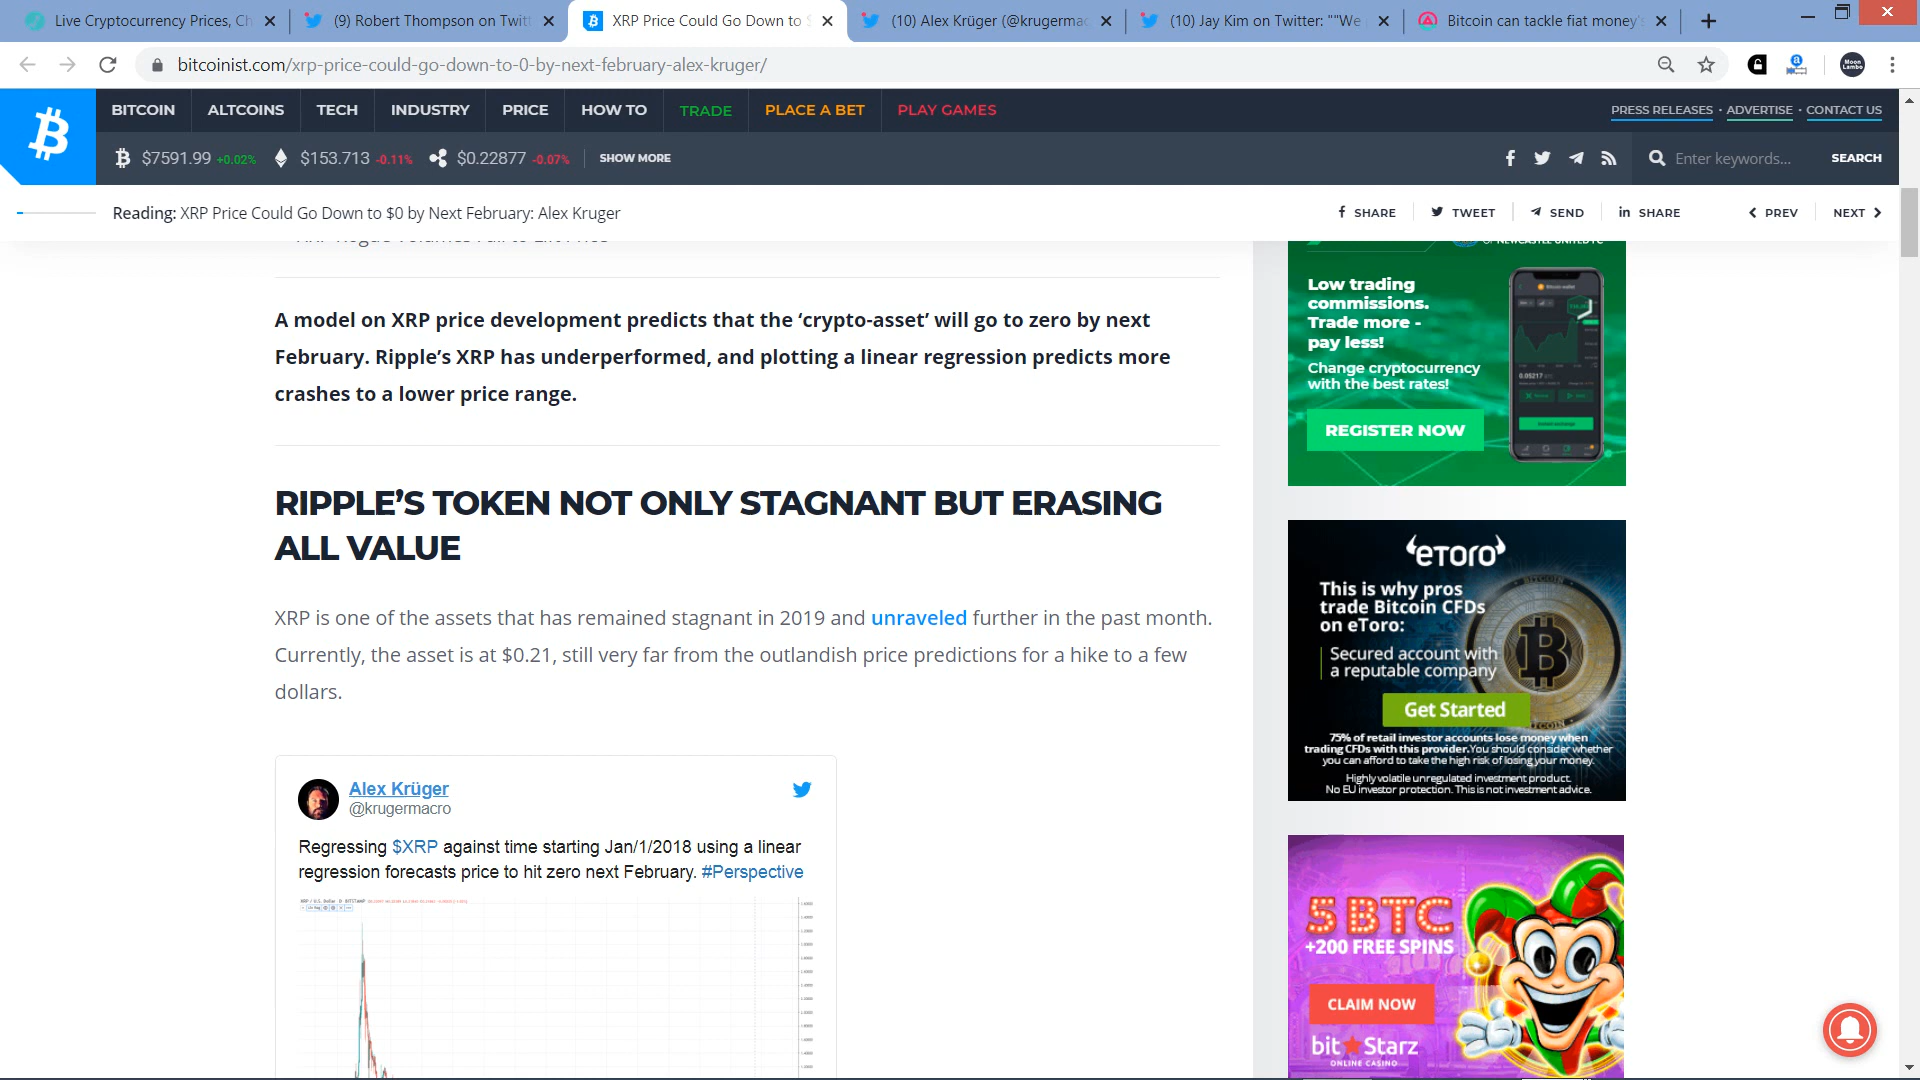 Live Cryptocurrency Prices, Ch
(9) Robert Thompson on Twitt
XRP Price Could Go Down to $
(10) Alex Krüger (@krugermac
(10) Jay Kim on Twitter: ""We
Bitcoin can tackle fiat money's
bitcoinist.com/xrp-price-could-go-down-to-0-by-next-february-alex-kruger/
Moon Lambo
BITCOIN ALTCOINS TECH INDUSTRY PRICE HOW TO TRADE PLACE A BET PLAY GAMES
PRESS RELEASES · ADVERTISE · CONTACT US
$7591.99 +0.02% $153.713 -0.11% $0.22877 -0.07% SHOW MORE
Enter keywords... SEARCH
Reading: XRP Price Could Go Down to $0 by Next February: Alex Kruger
SHARE TWEET SEND in SHARE PREV NEXT
A model on XRP price development predicts that the ‘crypto-asset’ will go to zero by next
February. Ripple’s XRP has underperformed, and plotting a linear regression predicts more
crashes to a lower price range.
RIPPLE’S TOKEN NOT ONLY STAGNANT BUT ERASING
ALL VALUE
XRP is one of the assets that has remained stagnant in 2019 and unraveled further in the past month.
Currently, the asset is at $0.21, still very far from the outlandish price predictions for a hike to a few
dollars.
Alex Krüger
@krugermacro
Regressing $XRP against time starting Jan/1/2018 using a linear
regression forecasts price to hit zero next February. #Perspective
OF NEWCASTLE UNITED FC
Low trading
commissions.
Trade more -
pay less!
Change cryptocurrency
with the best rates!
REGISTER NOW
eToro
This is why pros
trade Bitcoin CFDs
on eToro:
Secured account with
a reputable company
Get Started
75% of retail investor accounts lose money when
trading CFDs with this provider. You should consider whether
you can afford to take the high risk of losing your money.
Highly volatile unregulated investment product.
No EU investor protection. This is not investment advice.
5 BTC
+200 FREE SPINS
CLAIM NOW
bitStarz
ONLINE CASINO